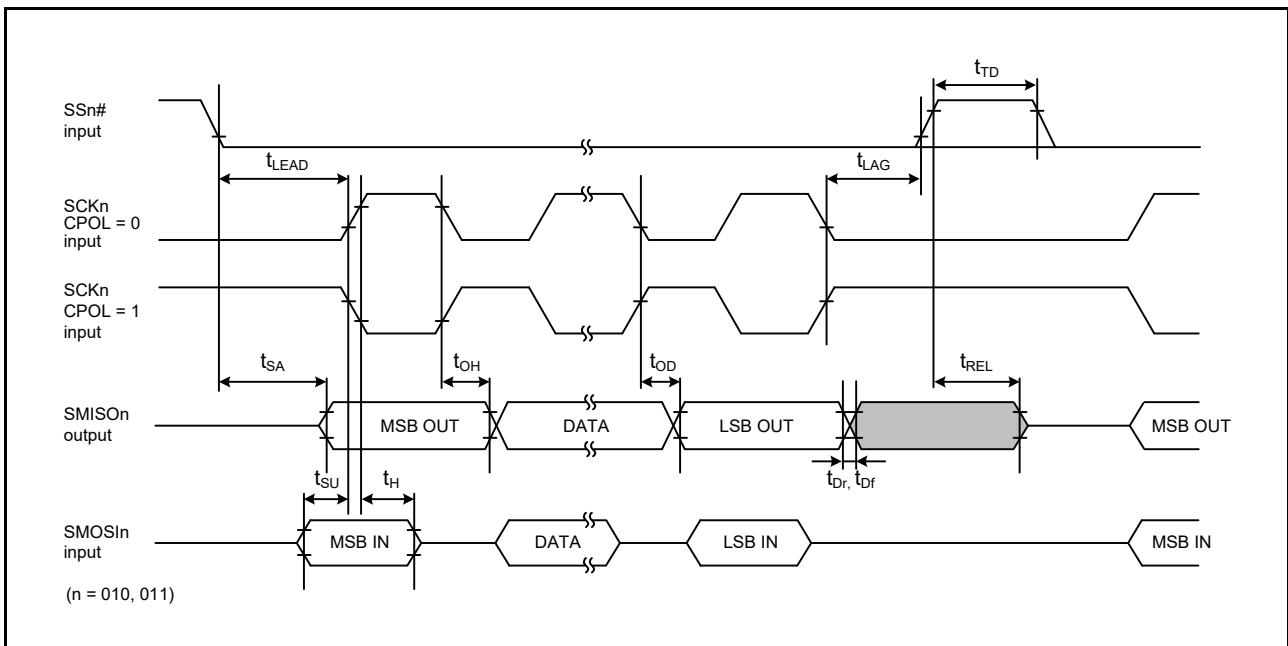 t_TD
SSn#
input
t_LEAD
t_LAG
SCKn
CPOL = 0
input
SCKn
CPOL = 1
input
t_SA
t_OH
t_OD
t_REL
SMISOn
output
MSB OUT
DATA
LSB OUT
MSB OUT
t_SU
t_H
t_Dr, t_Df
SMOSIn
input
MSB IN
DATA
LSB IN
MSB IN
(n = 010, 011)